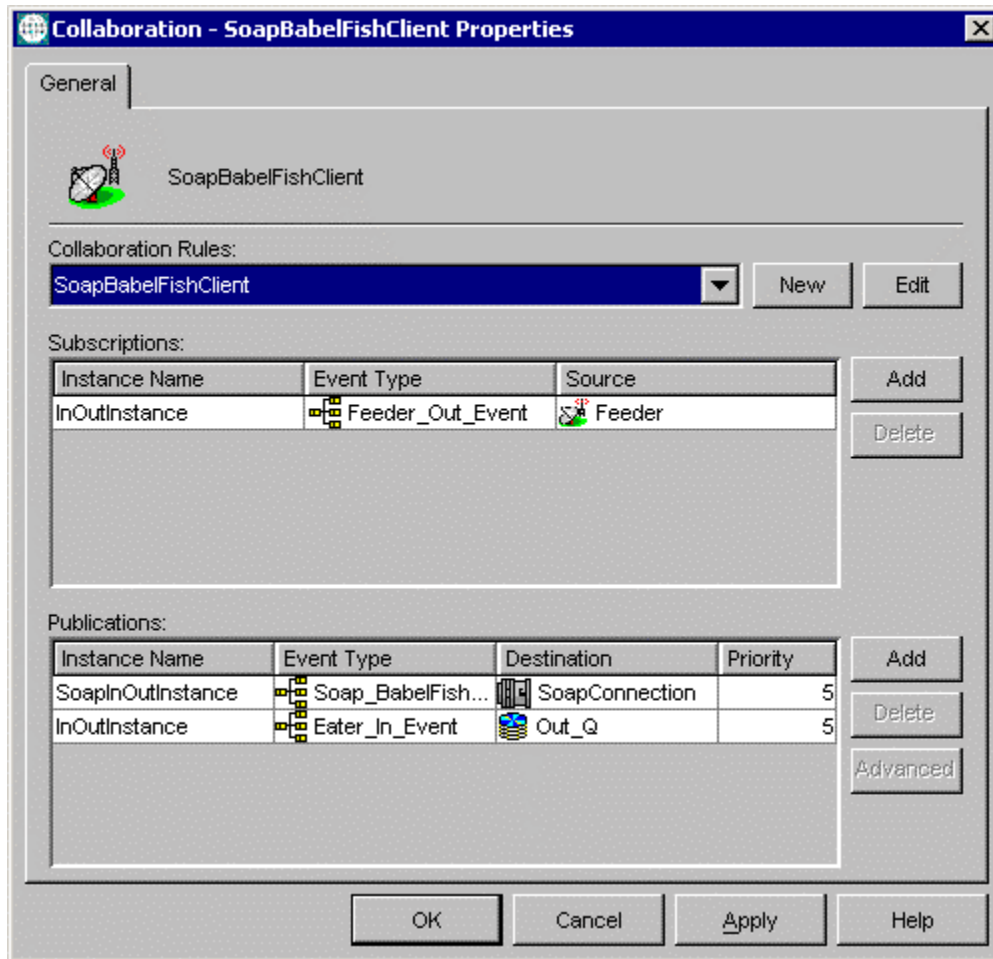 Collaboration - SoapBabelFishClient Properties
General
SoapBabelFishClient
Collaboration Rules:
SoapBabelFishClient New Edit
Subscriptions:
Instance Name Event Type Source Add
InOutInstance Feeder_Out_Event Feeder
Delete
Publications:
Instance Name Event Type Destination Priority Add
SoapInOutInstance Soap_BabelFish... SoapConnection 5
Delete
InOutInstance Eater_In_Event Out_Q 5
Advanced
OK Cancel Apply Help